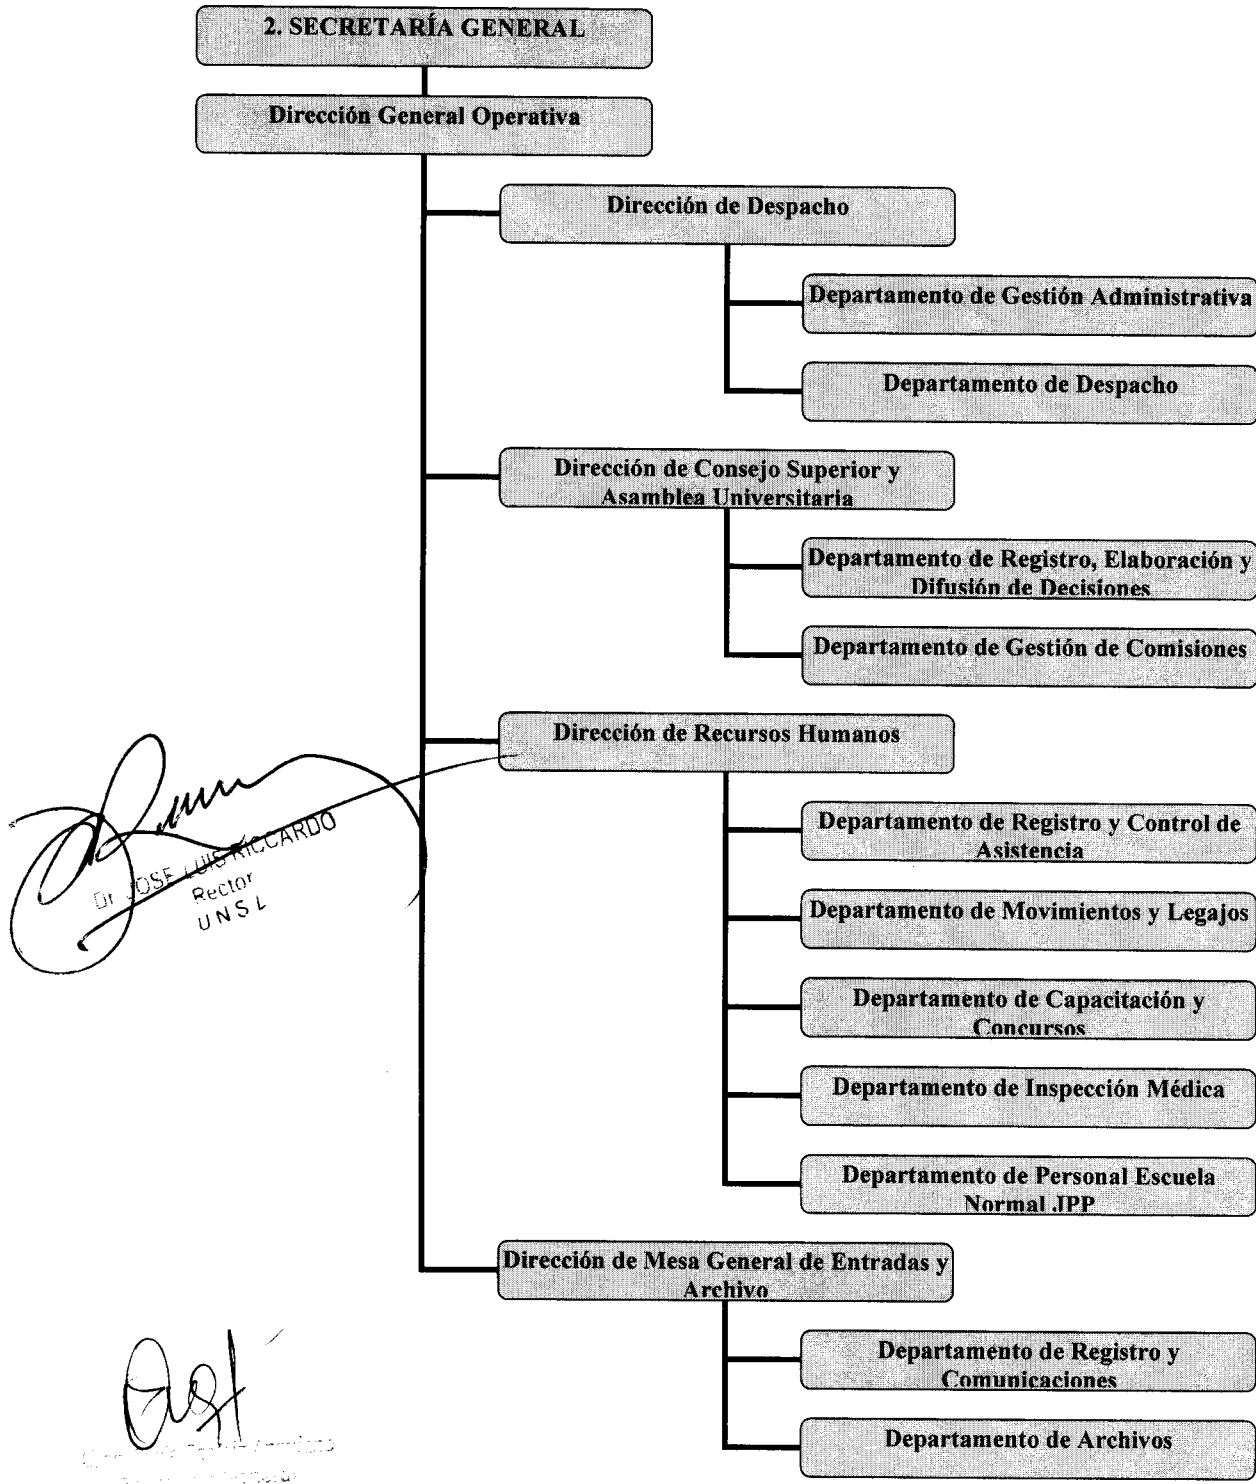 2. SECRETARÍA GENERAL
Dirección General Operativa
Dirección de Despacho
Departamento de Gestión Administrativa
Departamento de Despacho
Dirección de Consejo Superior y
Asamblea Universitaria
Departamento de Registro, Elaboración y
Difusión de Decisiones
Departamento de Gestión de Comisiones
Dirección de Recursos Humanos
Departamento de Registro y Control de
Asistencia
Departamento de Movimientos y Legajos
Departamento de Capacitación y
Concursos
Departamento de Inspección Médica
Departamento de Personal Escuela
Normal JPP
Dirección de Mesa General de Entradas y
Archivo
Departamento de Registro y
Comunicaciones
Departamento de Archivos
Dr. JOSE LUIS RICCARDO
Rector
UNSL